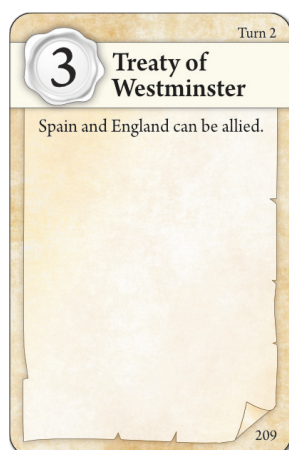 Turn 2
3
Treaty of
Westminster
Spain and England can be allied.
209